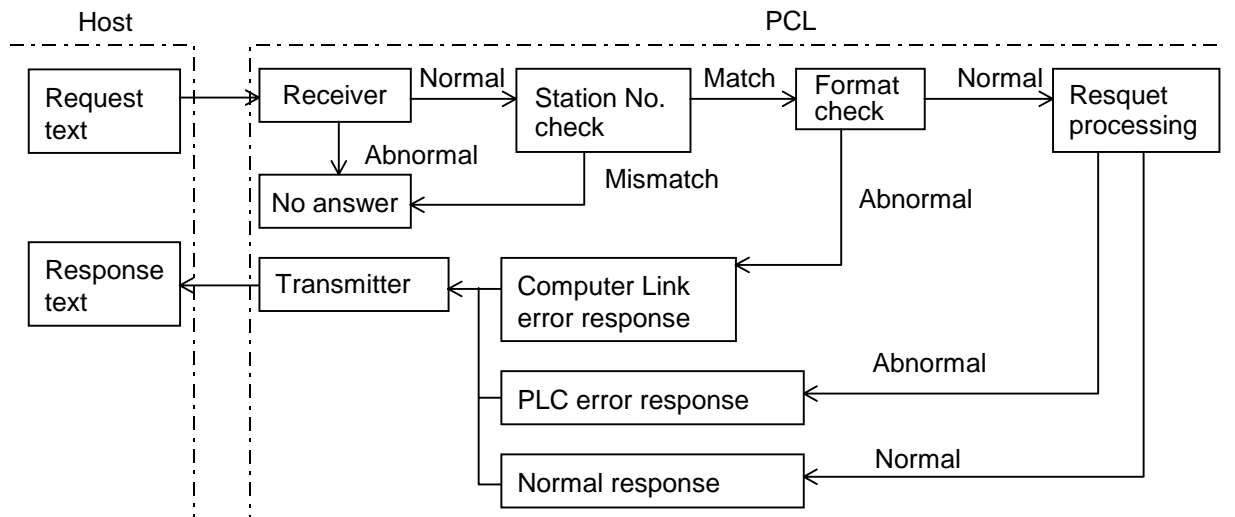 Host
PCL
Request
text
Receiver
Normal
Station No.
check
Match
Format
check
Normal
Resquet
processing
Abnormal
Mismatch
No answer
Abnormal
Response
text
Transmitter
Computer Link
error response
Abnormal
PLC error response
Normal
Normal response